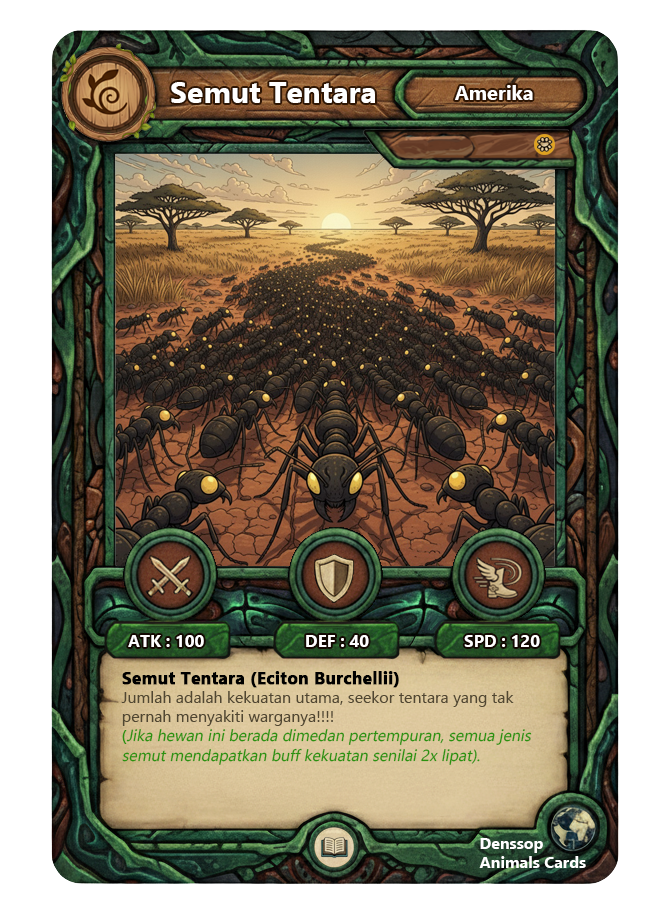 Semut Tentara
Amerika
ATK : 100
DEF : 40
SPD : 120
Semut Tentara (Eciton Burchellii)
Jumlah adalah kekuatan utama, seekor tentara yang tak
pernah menyakiti warganya!!!!
(Jika hewan ini berada dimedan pertempuran, semua jenis
semut mendapatkan buff kekuatan senilai 2x lipat).
Denssop
Animals Cards